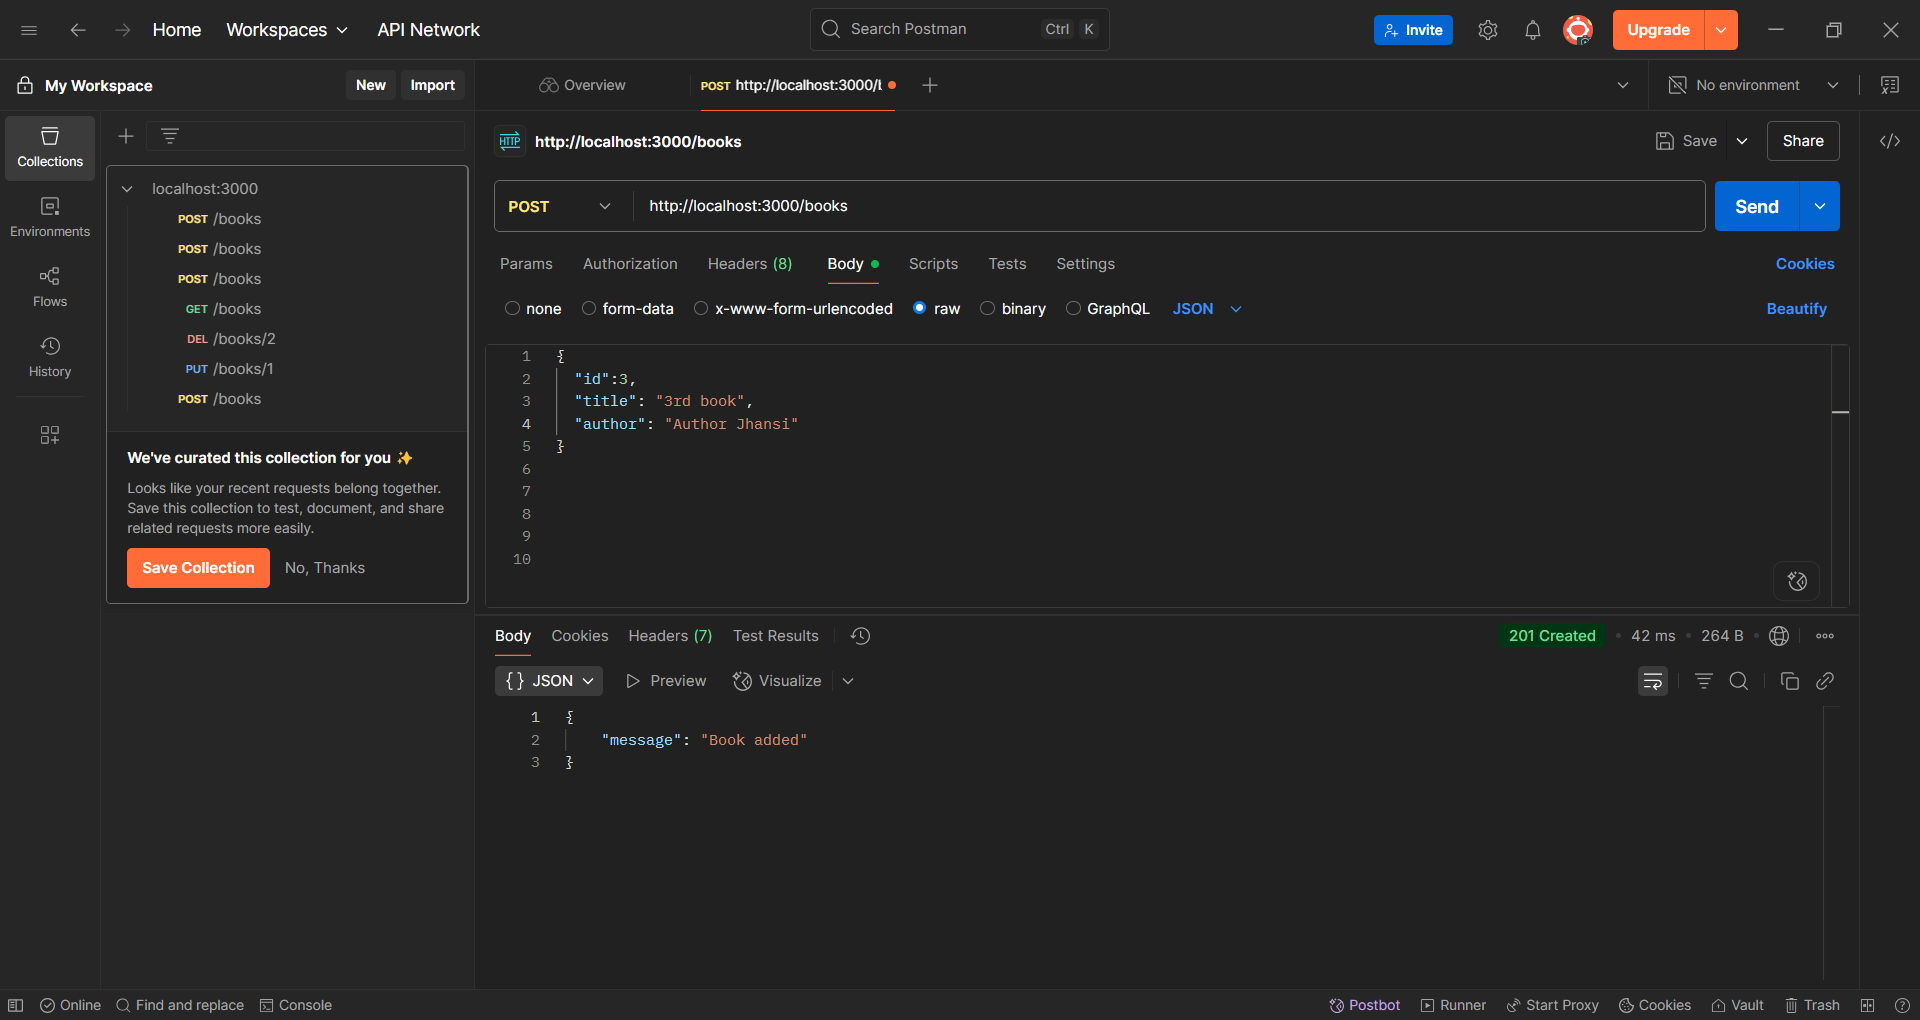 Home Workspaces API Network Search Postman Ctrl K Invite Upgrade
My Workspace New Import Overview POST http://localhost:3000/l No environment
Collections
Environments
Flows
History
localhost:3000
POST /books
POST /books
POST /books
GET /books
DEL /books/2
PUT /books/1
POST /books
We've curated this collection for you ✨
Looks like your recent requests belong together.
Save this collection to test, document, and share
related requests more easily.
Save Collection No, Thanks
HTTP http://localhost:3000/books Save Share
POST http://localhost:3000/books Send
Params Authorization Headers (8) Body Scripts Tests Settings Cookies
none form-data x-www-form-urlencoded raw binary GraphQL JSON Beautify
1 {
2 "id":3,
3 "title": "3rd book",
4 "author": "Author Jhansi"
5 }
6
7
8
9
10
Body Cookies Headers (7) Test Results 201 Created • 42 ms • 264 B •
{} JSON Preview Visualize
1 {
2 "message": "Book added"
3 }
Online Find and replace Console Postbot Runner Start Proxy Cookies Vault Trash